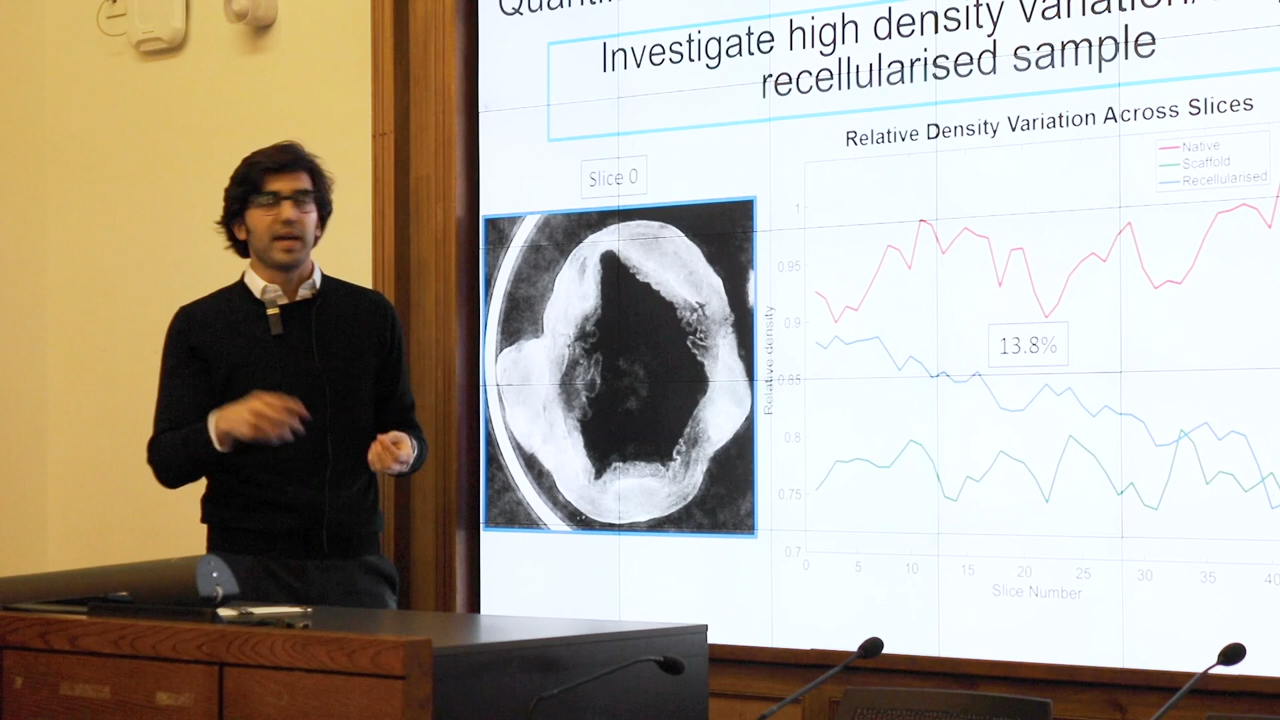 Investigate high density variation
recellularised sample
Relative Density Variation Across Slices
Slice 0
Native
Scaffold
Recellularised
1
0.95
0.9
0.85
0.8
0.75
0.7
Relative density
13.8%
0 5 10 15 20 25 30 35 40
Slice Number